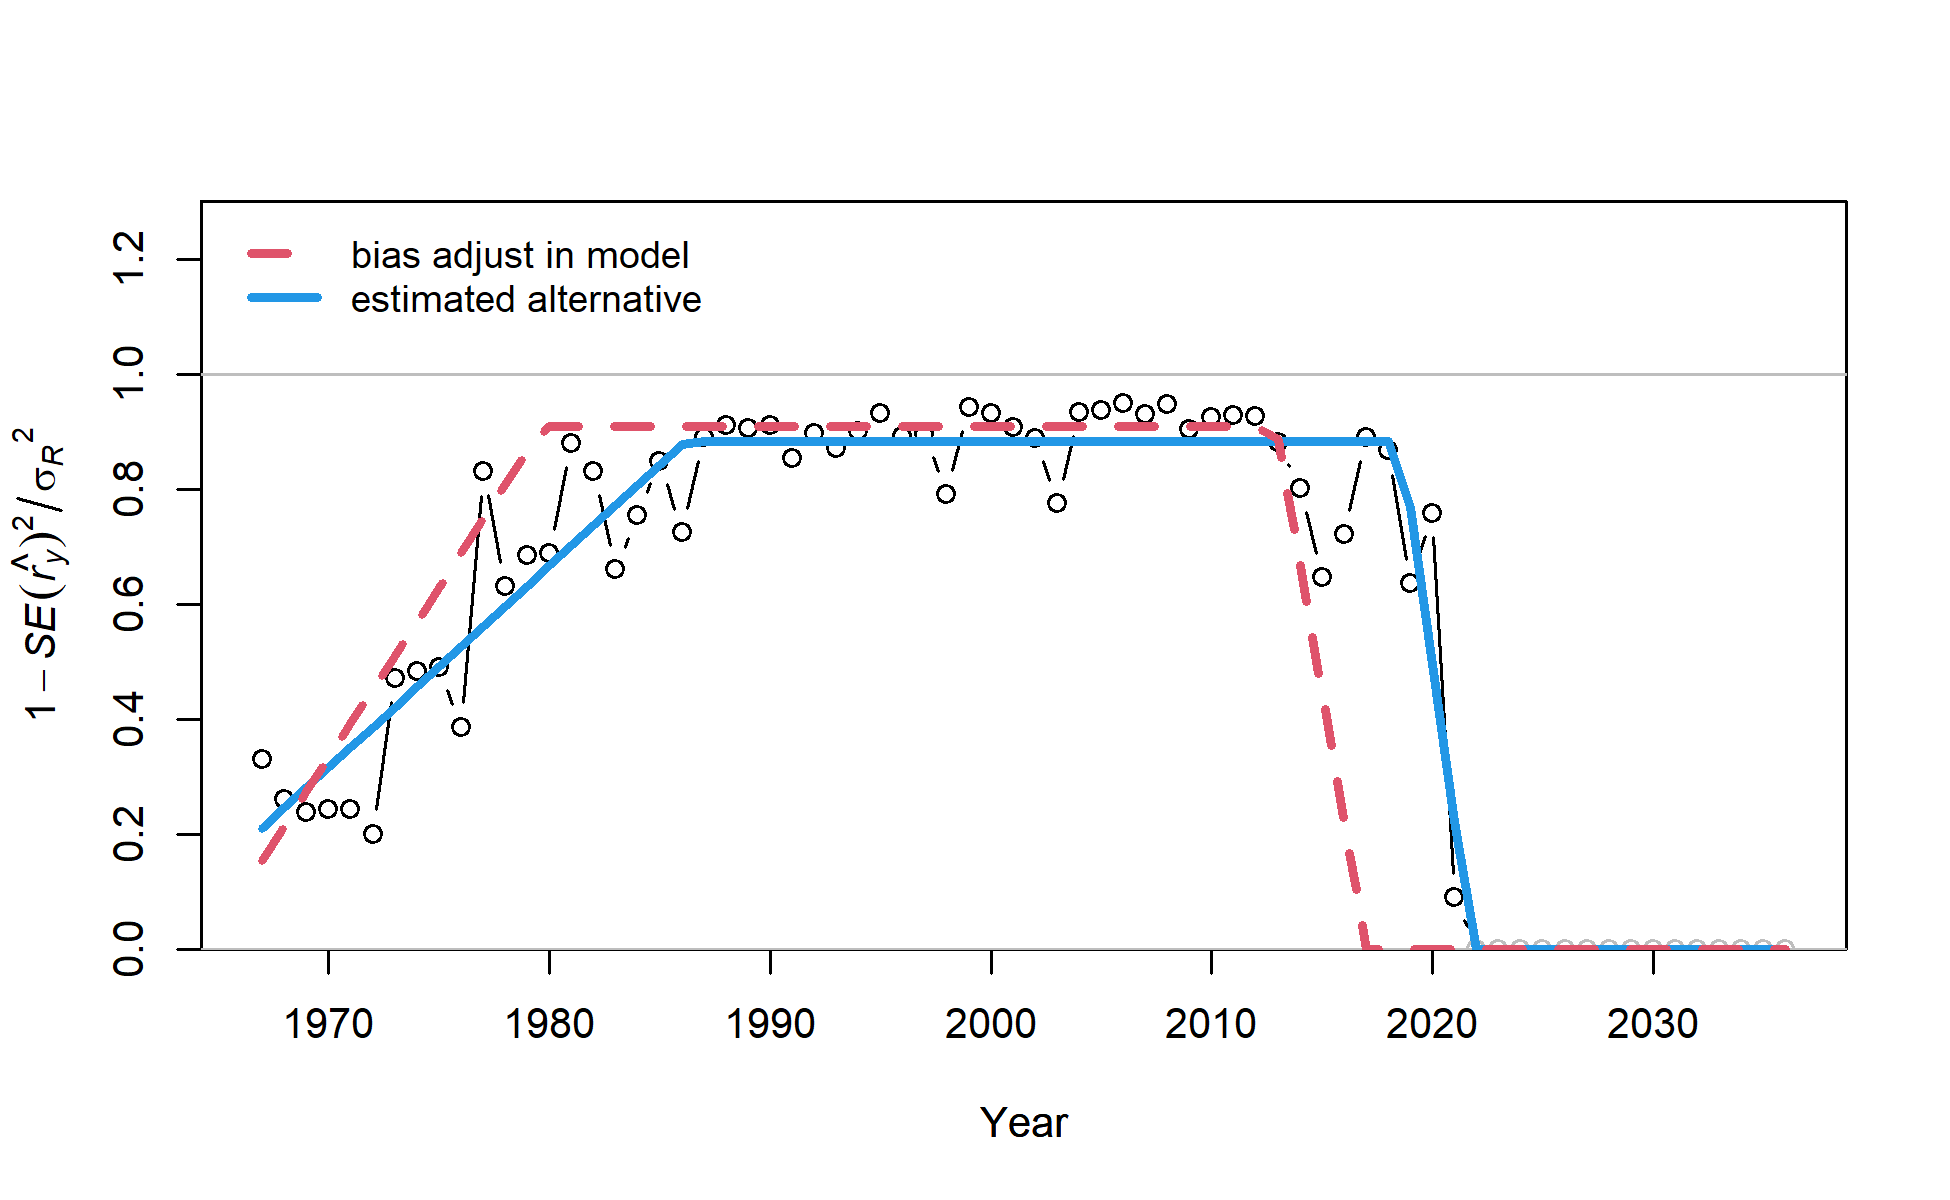 bias adjust in model
estimated alternative
1.2
1.0
0.8
0.6
0.4
0.2
0.0
1 − SE(r̂y)² / σR²
1970 1980 1990 2000 2010 2020 2030
Year